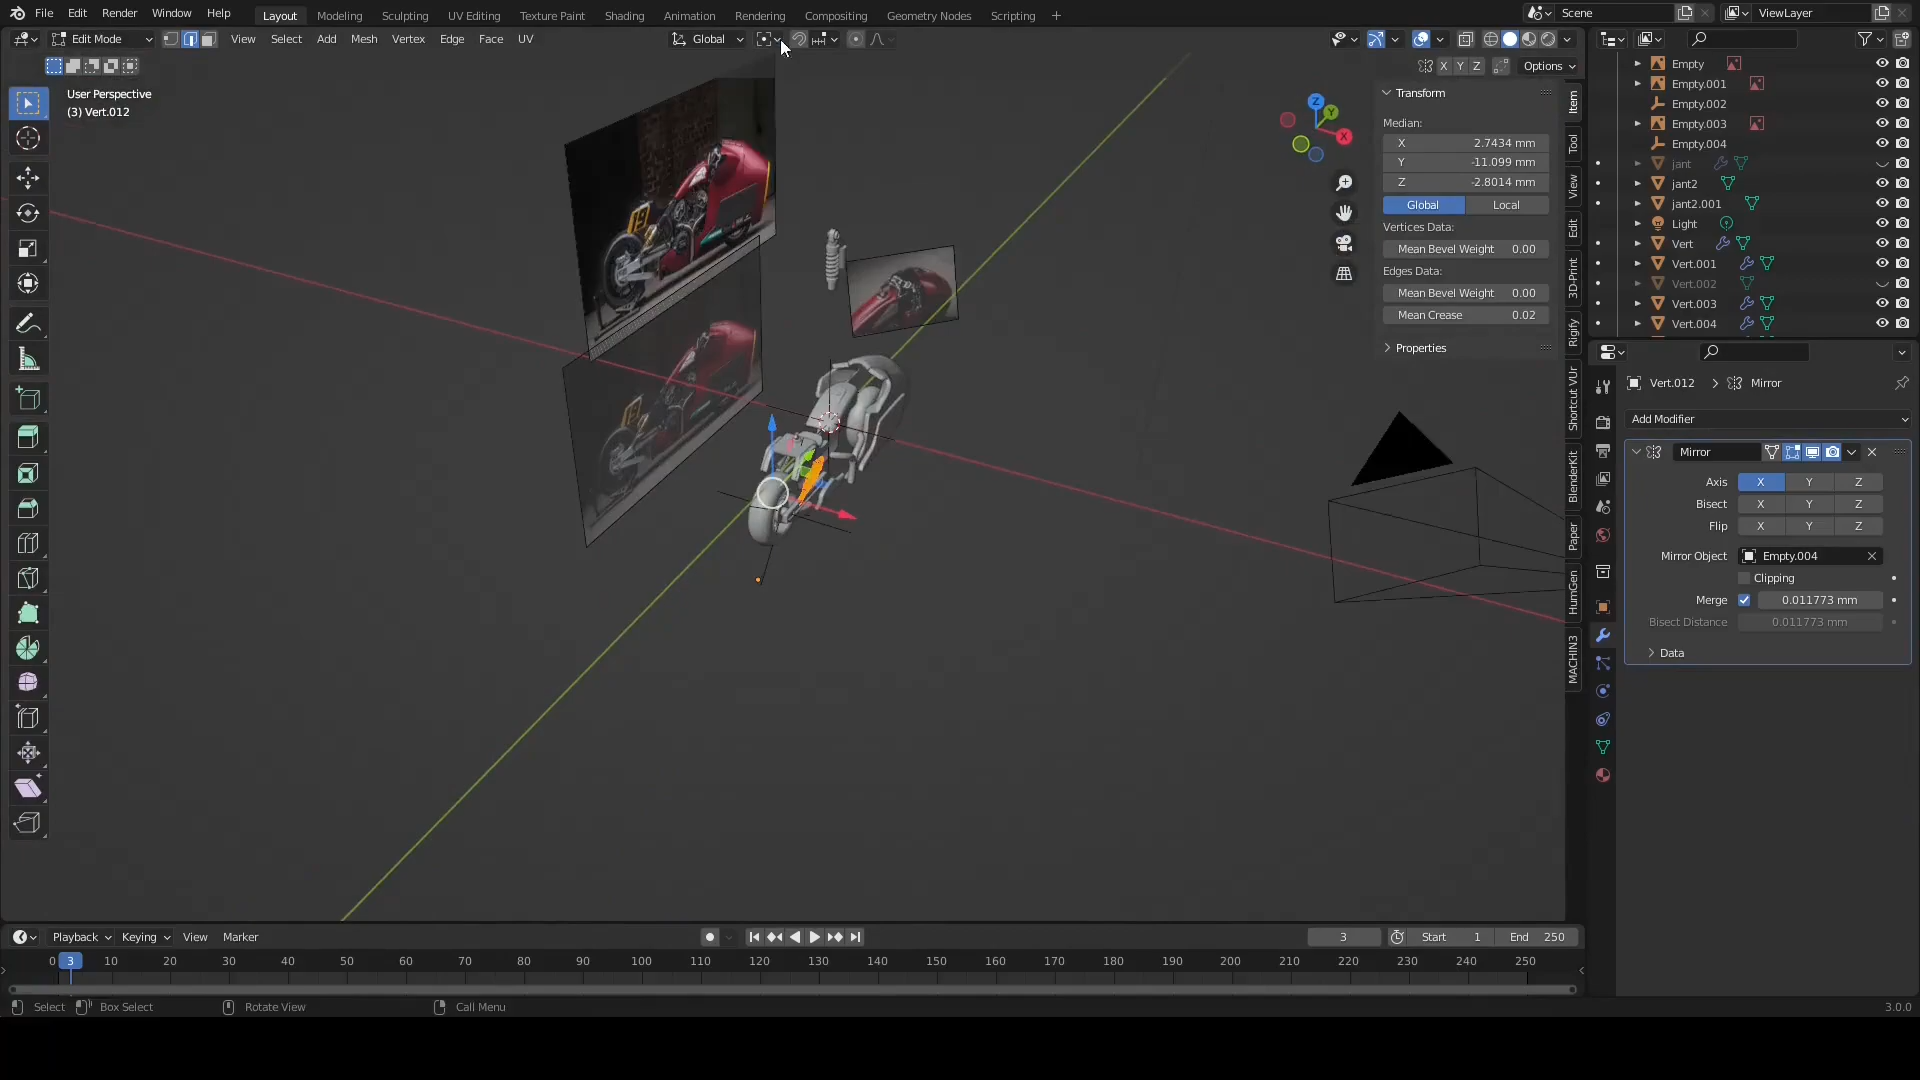 File Edit Render Window Help Layout Modeling Sculpting UV Editing Texture Paint Shading Animation Rendering Compositing Geometry Nodes Scripting + Scene ViewLayer
Edit Mode View Select Add Mesh Vertex Edge Face UV Global
X Y Z Options
User Perspective
(3) Vert.012
Transform
Median:
X 2.7434 mm
Y -11.099 mm
Z -2.8014 mm
Global Local
Vertices Data:
Mean Bevel Weight 0.00
Edges Data:
Mean Bevel Weight 0.00
Mean Crease 0.02
Properties
Z
Y
X
Item
Tool
View
Edit
3D-Print
Rigify
Shortcut VUr
BlenderKit
Paper
HumGen
MACHIN3
Empty
Empty.001
Empty.002
Empty.003
Empty.004
jant
jant2
jant2.001
Light
Vert
Vert.001
Vert.002
Vert.003
Vert.004
Vert.012 > Mirror
Add Modifier
Mirror
Axis X Y Z
Bisect X Y Z
Flip X Y Z
Mirror Object Empty.004
Clipping
Merge 0.011773 mm
Bisect Distance 0.011773 mm
Data
Playback Keying View Marker 3 Start 1 End 250
0 3 10 20 30 40 50 60 70 80 90 100 110 120 130 140 150 160 170 180 190 200 210 220 230 240 250
Select Box Select Rotate View Call Menu 3.0.0